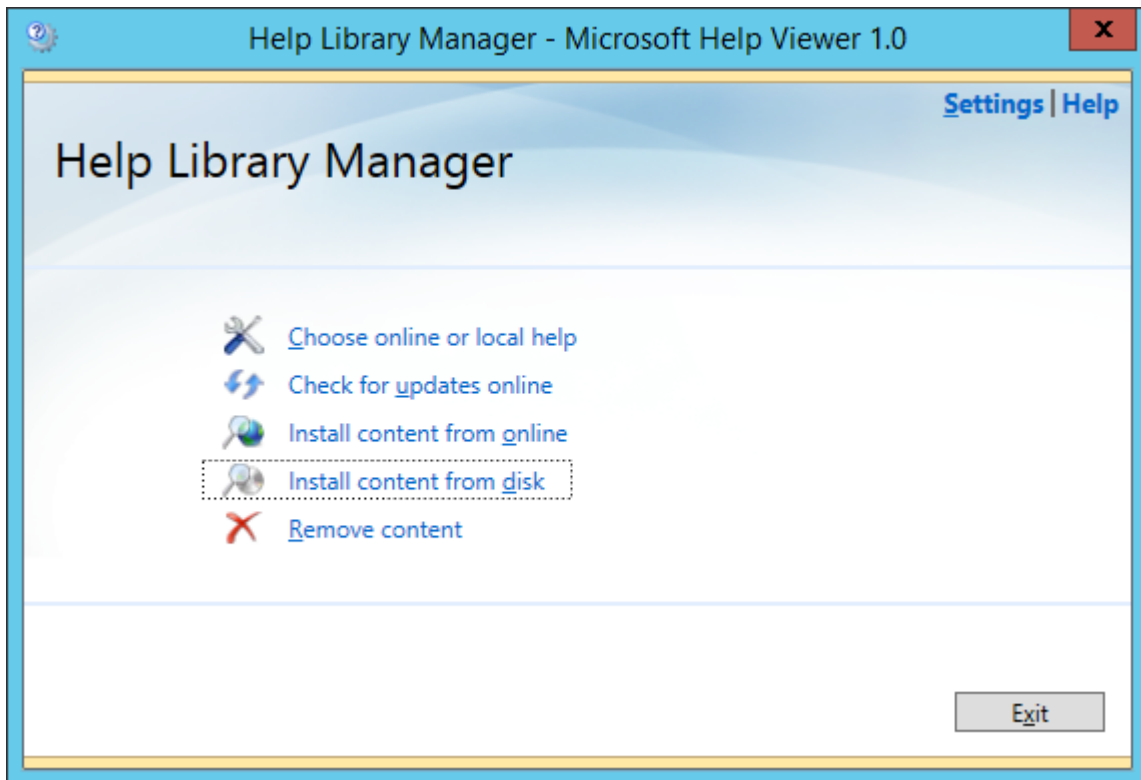 Help Library Manager - Microsoft Help Viewer 1.0
x
Settings | Help
Help Library Manager
Choose online or local help
Check for updates online
Install content from online
Install content from disk
Remove content
Exit